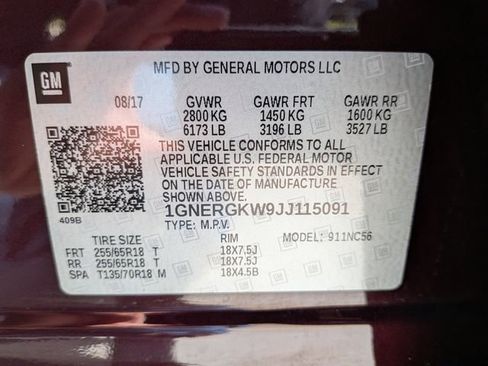 GM
MFD BY GENERAL MOTORS LLC
08/17 GVWR GAWR FRT GAWR RR
2800 KG 1450 KG 1600 KG
6173 LB 3196 LB 3527 LB
THIS VEHICLE CONFORMS TO ALL
APPLICABLE U.S. FEDERAL MOTOR
VEHICLE SAFETY STANDARDS IN EFFECT
ON THE DATE OF MANUFACTURE
SHOWN ABOVE.
1GNERGKW9JJ115091
409B TYPE: M.P.V.
TIRE SIZE RIM MODEL: 911NC56
FRT 255/65R18 T 18X7.5J
RR 255/65R18 T 18X7.5J
SPA T135/70R18 M 18X4.5B